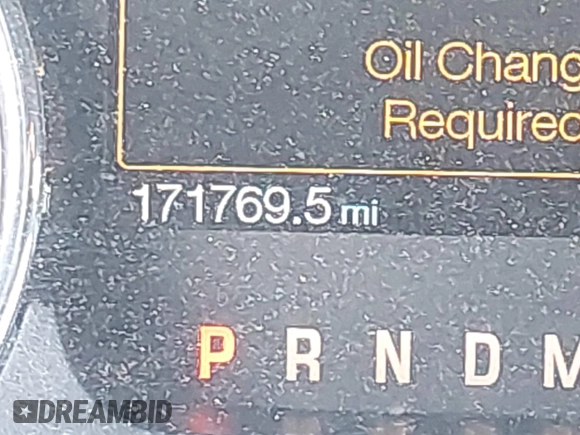 Oil Chang
Required
171769.5 mi
P R N D M
DREAMBID